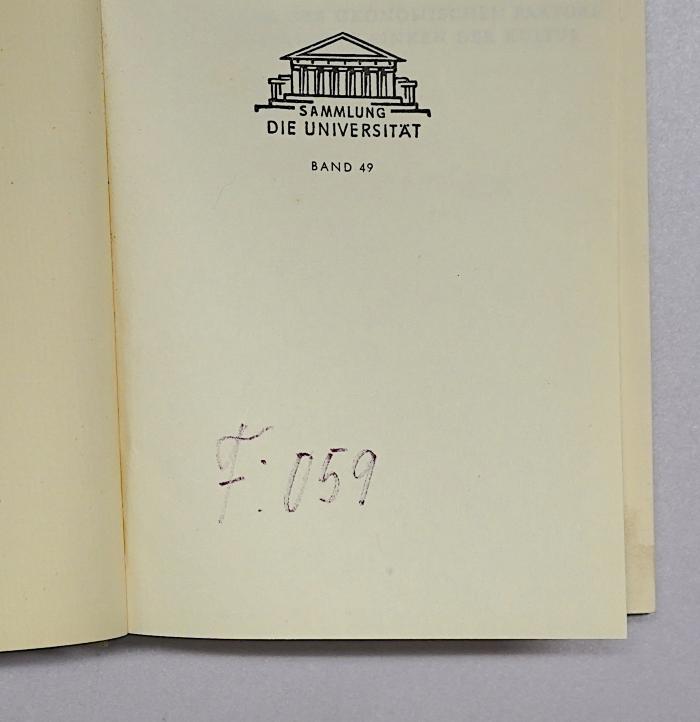 SAMMLUNG
DIE UNIVERSITÄT
BAND 49
F: 059